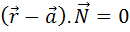 (r⃗ − a⃗).N⃗ = 0